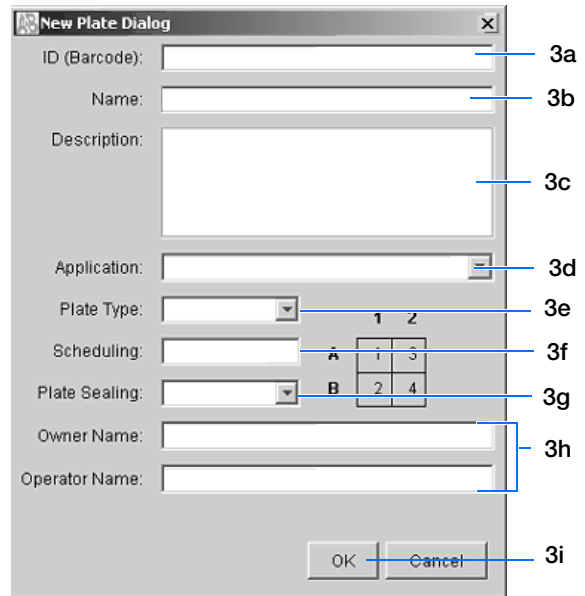 New Plate Dialog
ID (Barcode): 3a
Name: 3b
Description: 3c
Application: 3d
Plate Type: 3e
1 2
Scheduling: A 1 3 3f
Plate Sealing: B 2 4 3g
Owner Name:
3h
Operator Name:
OK Cancel 3i